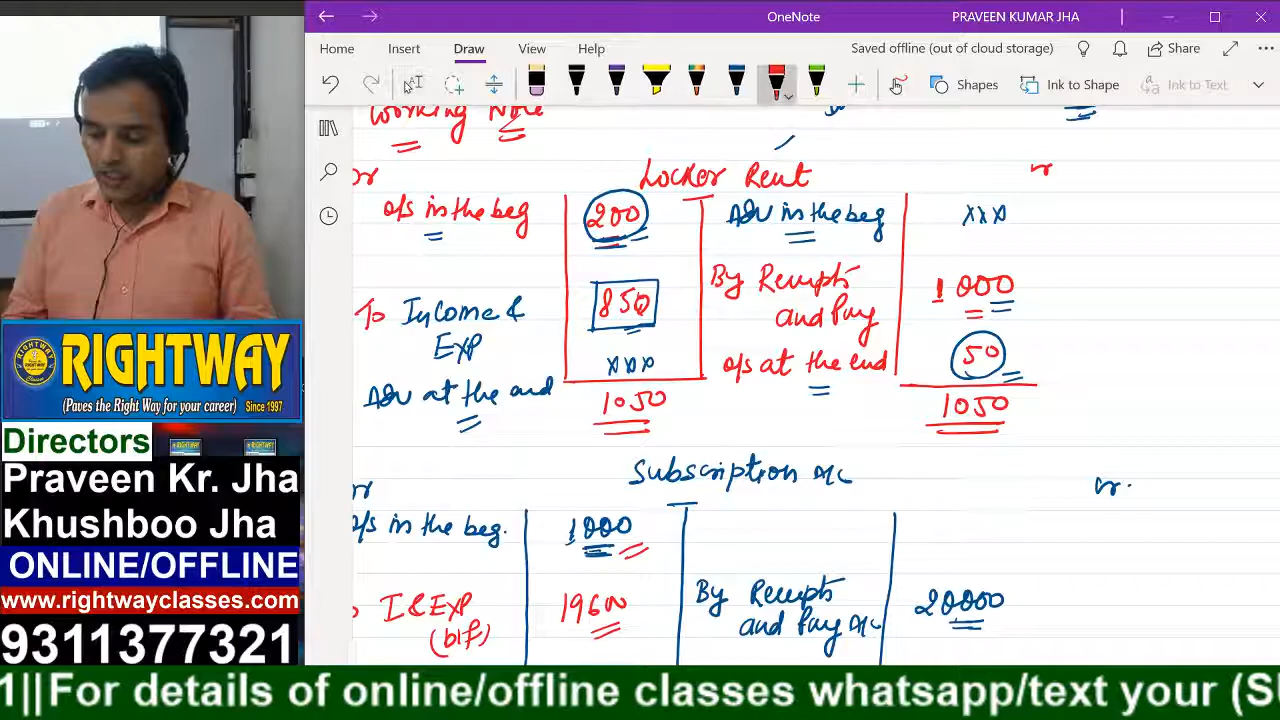 OneNote
PRAVEEN KUMAR JHA
Home Insert Draw View Help
Saved offline (out of cloud storage)
Share
Shapes
Ink to Shape
Ink to Research
Working Note
Locker Rent
o/s in the beg 200 Adv in the beg xxx
To Income & Exp 850 By Receipts and Pay 1000
Adv at the end xxx o/s at the end 50
1050 1050
Subscription A/c
o/s in the beg. 1000
I & Exp (b/f) 19600 By Receipts and Pay A/c 20000
RIGHTWAY
(Paves the Right Way for your career) Since 1997
Directors
Praveen Kr. Jha
Khushboo Jha
ONLINE/OFFLINE
www.rightwayclasses.com
9311377321
1||For details of online/offline classes whatsapp/text your (S